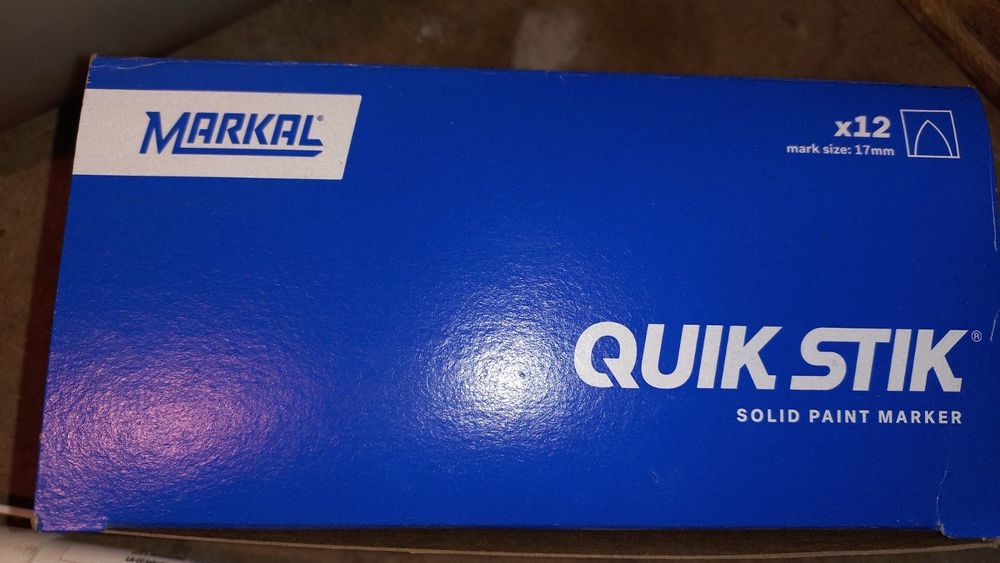 MARKAL®
x12
mark size: 17mm
QUIK STIK®
SOLID PAINT MARKER